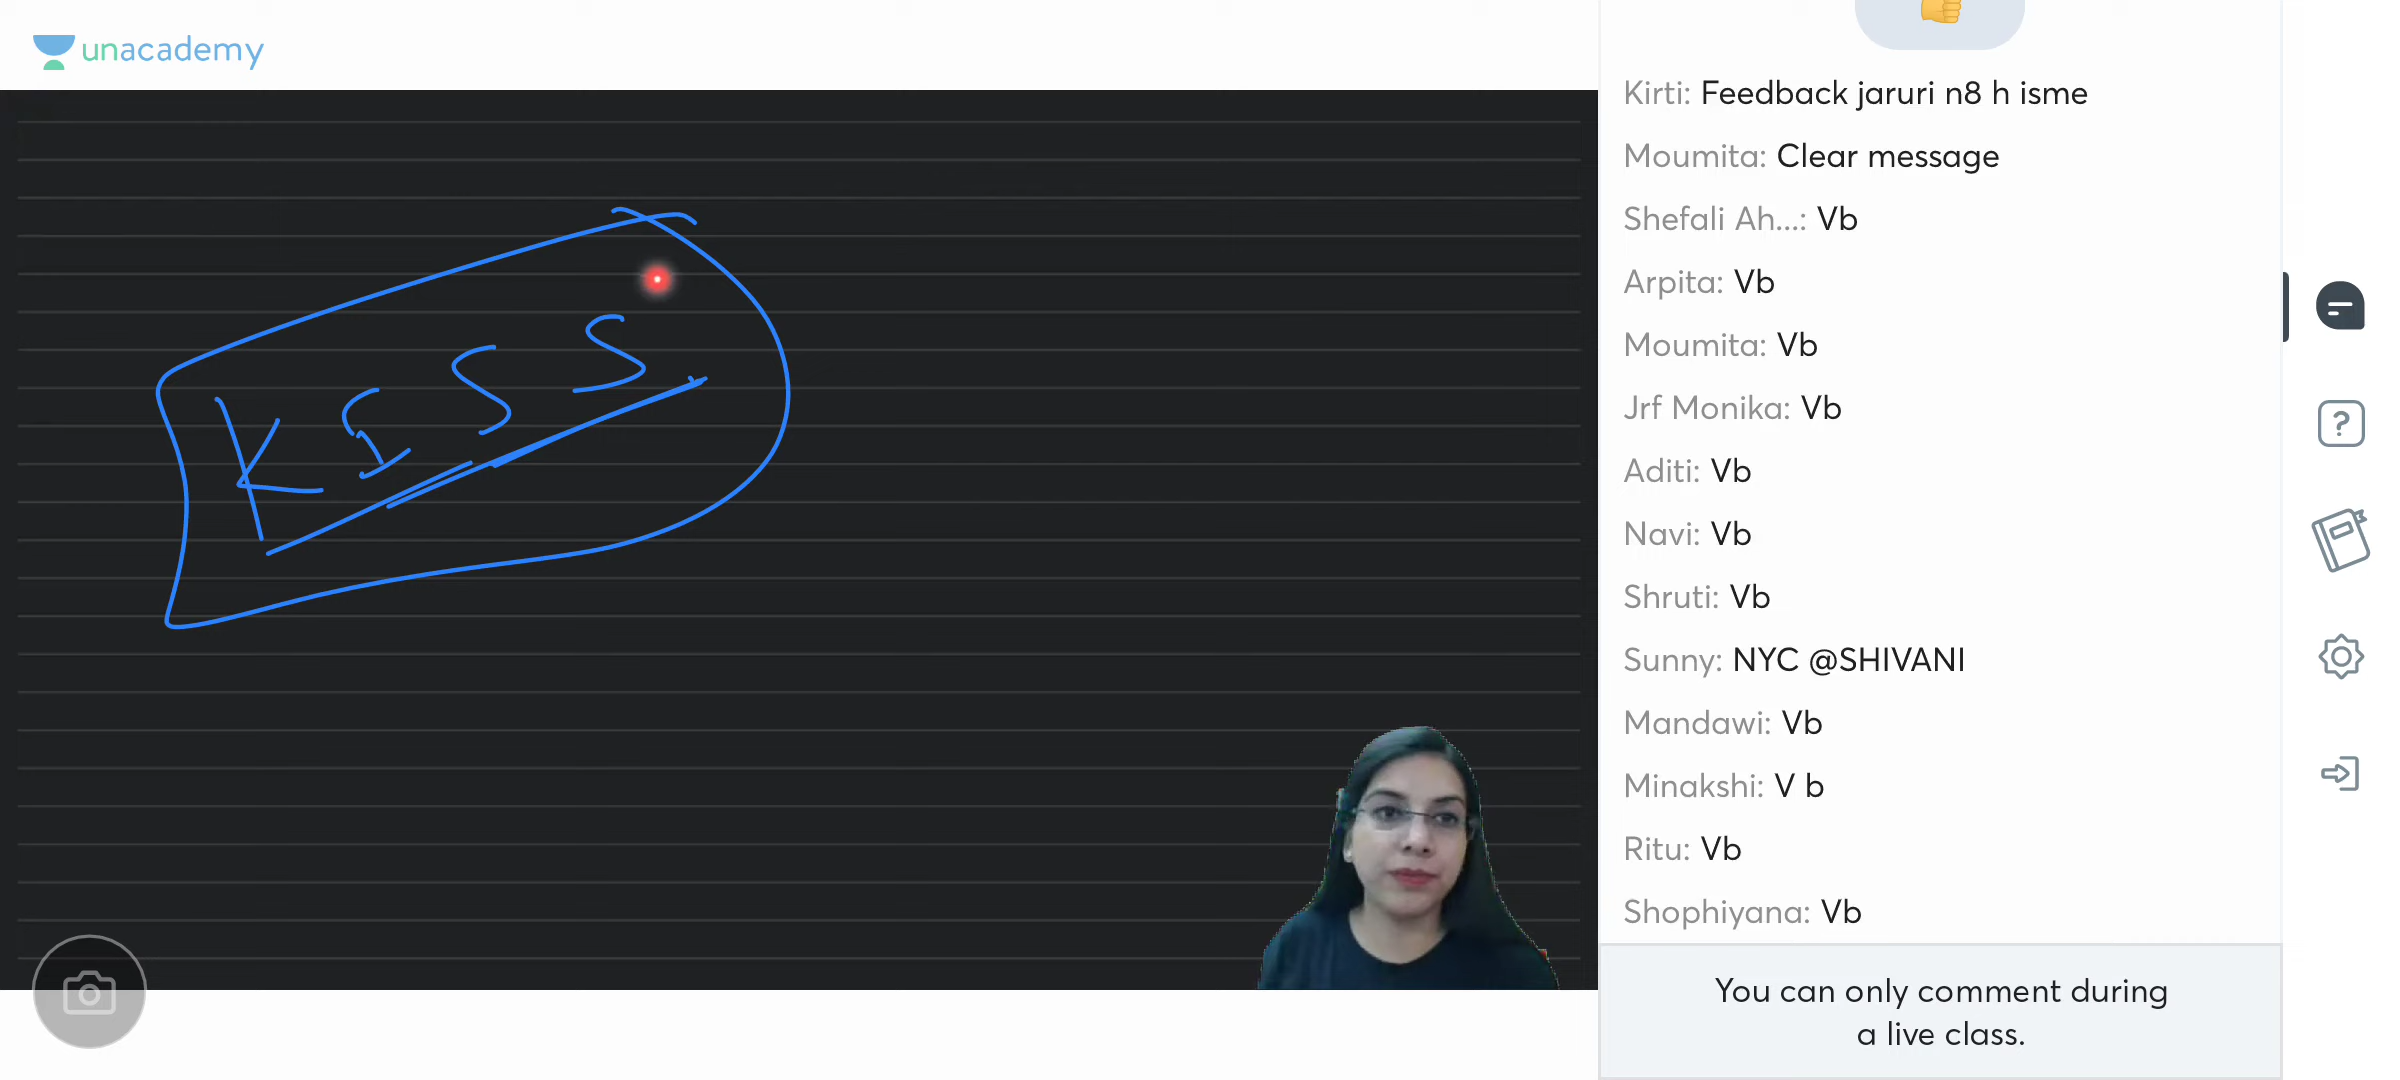 unacademy
KISS
Kirti: Feedback jaruri n8 h isme
Moumita: Clear message
Shefali Ah...: Vb
Arpita: Vb
Moumita: Vb
Jrf Monika: Vb
Aditi: Vb
Navi: Vb
Shruti: Vb
Sunny: NYC @SHIVANI
Mandawi: Vb
Minakshi: V b
Ritu: Vb
Shophiyana: Vb
You can only comment during
a live class.
?